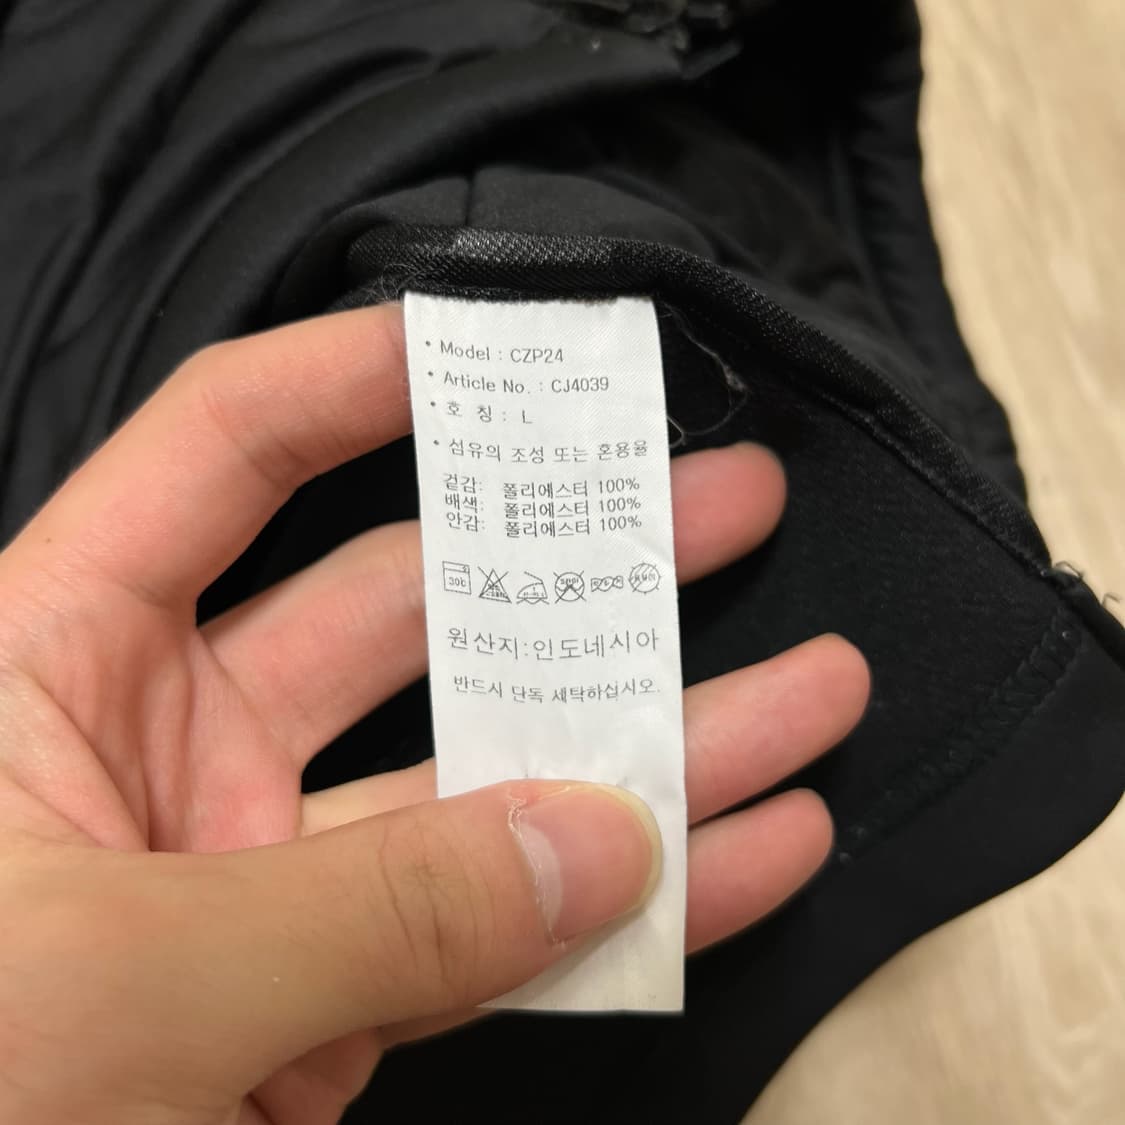 • Model : CZP24
• Article No. : CJ4039
• 호 칭 : L
• 섬유의 조성 또는 혼용율
겉감: 폴리에스터 100%
배색: 폴리에스터 100%
안감: 폴리에스터 100%
30℃
원산지:인도네시아
반드시 단독 세탁하십시오.